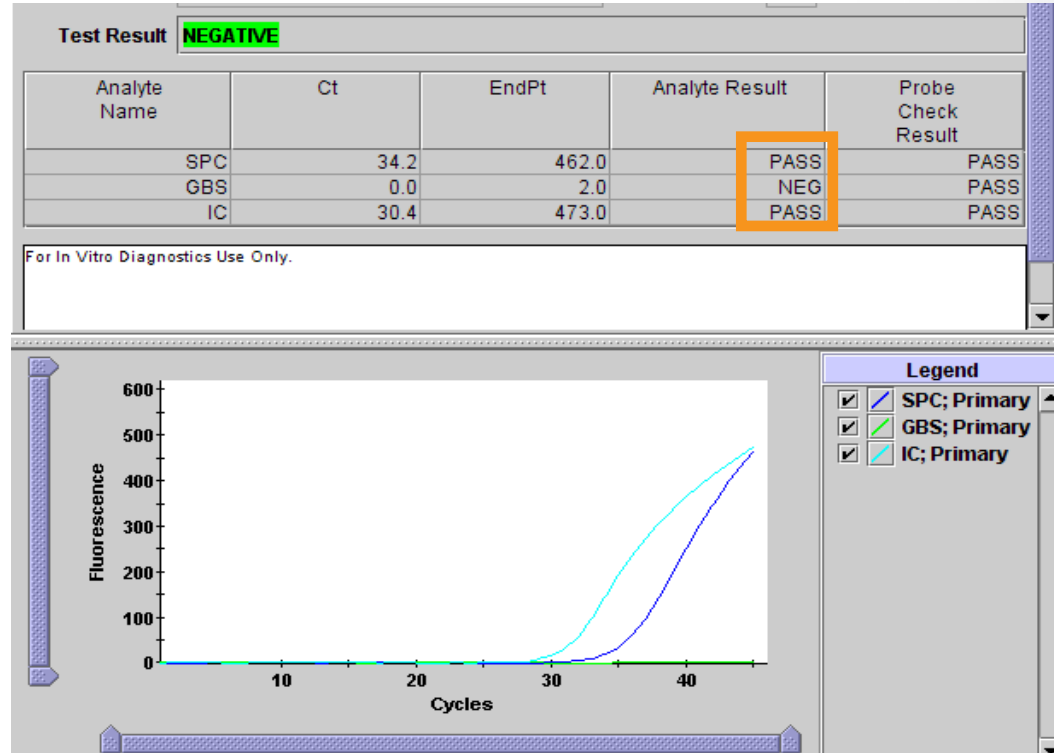 Test Result NEGATIVE
Analyte Name Ct EndPt Analyte Result Probe Check Result
SPC 34.2 462.0 PASS PASS
GBS 0.0 2.0 NEG PASS
IC 30.4 473.0 PASS PASS
For In Vitro Diagnostics Use Only.
Legend
SPC; Primary
GBS; Primary
IC; Primary
Fluorescence
600
500
400
300
200
100
0
10 20 30 40
Cycles